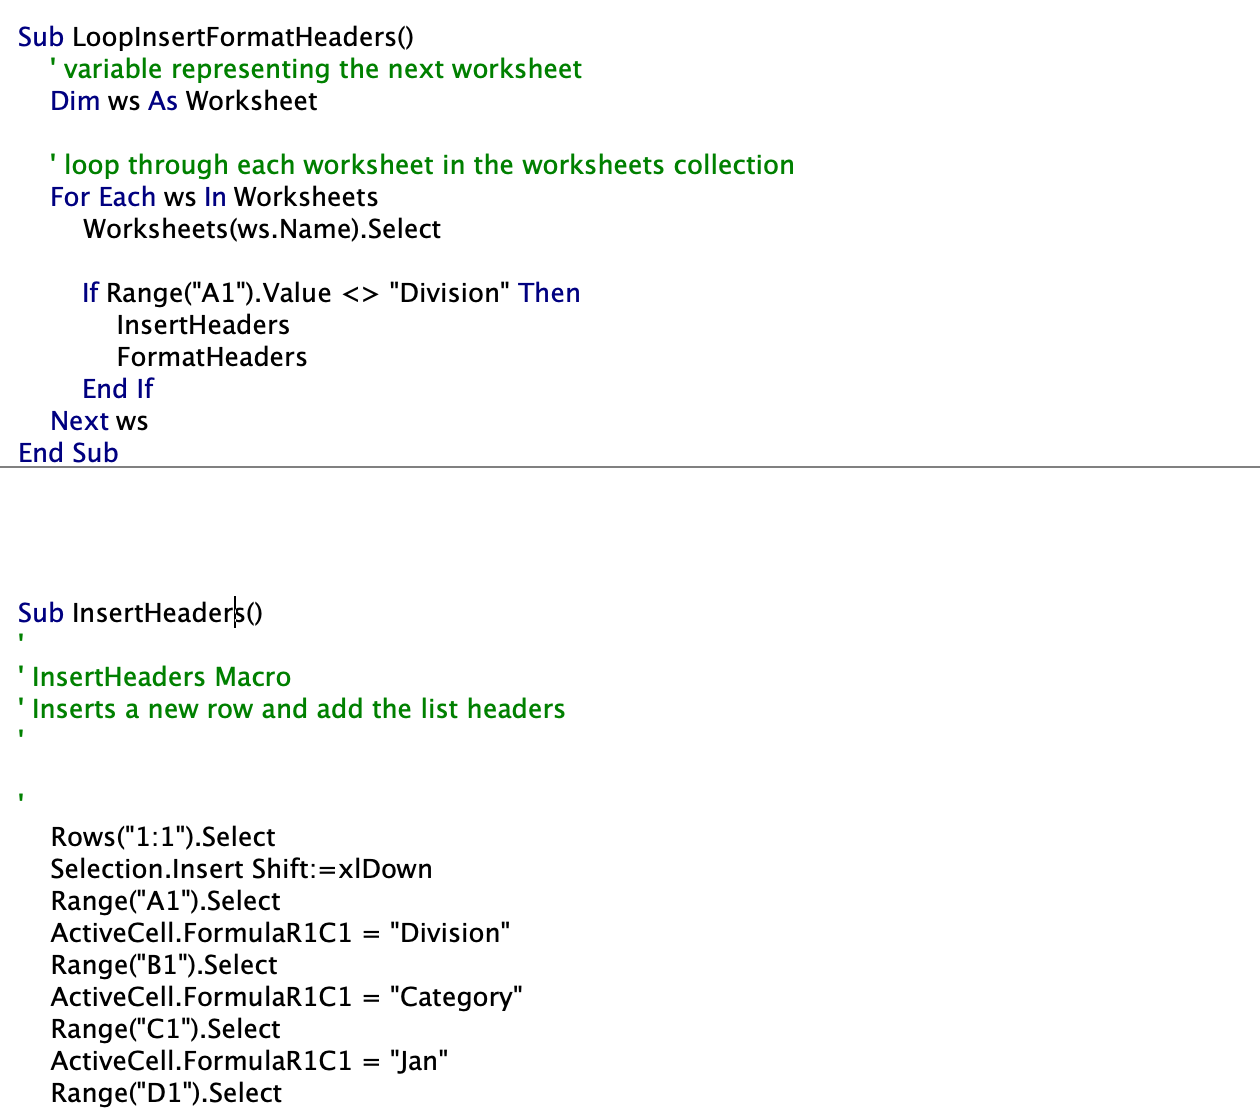 Sub LoopInsertFormatHeaders()
' variable representing the next worksheet
Dim ws As Worksheet
' loop through each worksheet in the worksheets collection
For Each ws In Worksheets
Worksheets(ws.Name).Select
If Range("A1").Value <> "Division" Then
InsertHeaders
FormatHeaders
End If
Next ws
End Sub
Sub InsertHeaders()
'
' InsertHeaders Macro
' Inserts a new row and add the list headers
'
'
Rows("1:1").Select
Selection.Insert Shift:=xlDown
Range("A1").Select
ActiveCell.FormulaR1C1 = "Division"
Range("B1").Select
ActiveCell.FormulaR1C1 = "Category"
Range("C1").Select
ActiveCell.FormulaR1C1 = "Jan"
Range("D1").Select